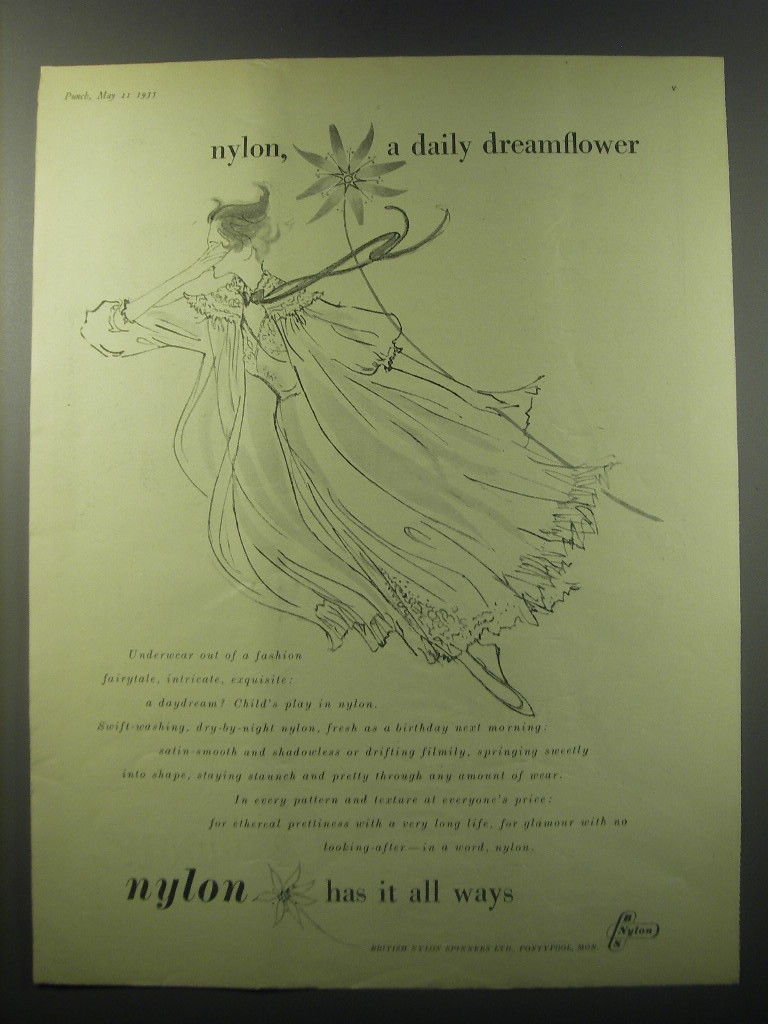 Punch, May 11 1955
v
nylon, a daily dreamflower
Underwear out of a fashion
fairytale, intricate, exquisite:
a daydream? Child's play in nylon.
Swift-washing, dry-by-night nylon, fresh as a birthday next morning:
satin-smooth and shadowless or drifting filmily, springing sweetly
into shape, staying staunch and pretty through any amount of wear.
In every pattern and texture at everyone's price:
for ethereal prettiness with a very long life, for glamour with no
looking-after—in a word, nylon.
nylon has it all ways
BRITISH NYLON SPINNERS LTD., PONTYPOOL, MON.
B
Nylon
S